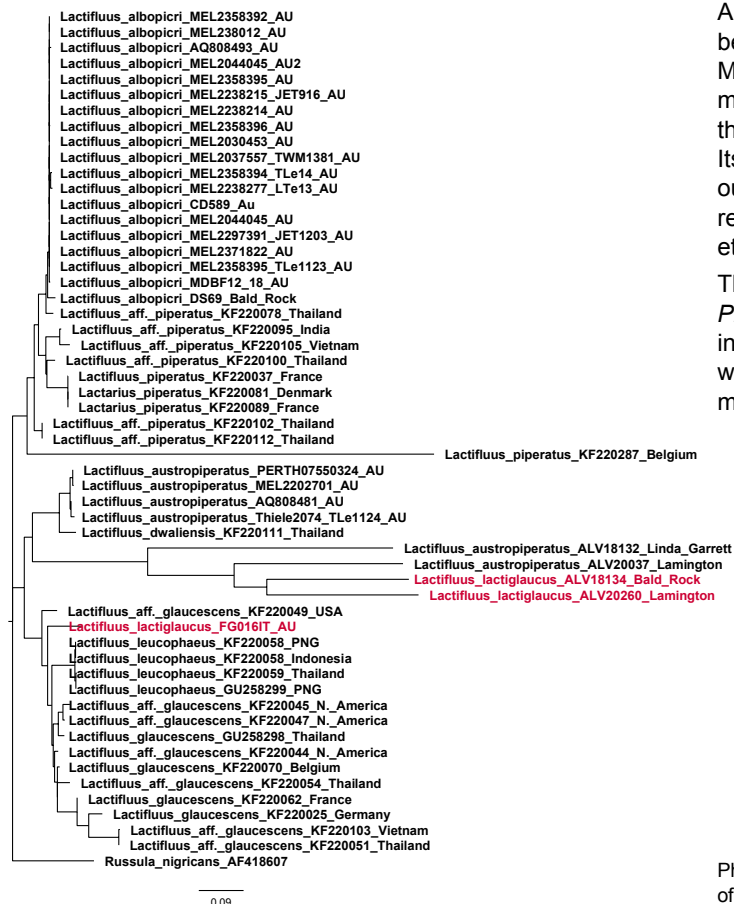 Lactifluus_albopicri_MEL2358392_AU
Lactifluus_albopicri_MEL238012_AU
Lactifluus_albopicri_AQ808493_AU
Lactifluus_albopicri_MEL2044045_AU2
Lactifluus_albopicri_MEL2358395_AU
Lactifluus_albopicri_MEL2238215_JET916_AU
Lactifluus_albopicri_MEL2238214_AU
Lactifluus_albopicri_MEL2358396_AU
Lactifluus_albopicri_MEL2030453_AU
Lactifluus_albopicri_MEL2037557_TWM1381_AU
Lactifluus_albopicri_MEL2358394_TLe14_AU
Lactifluus_albopicri_MEL2238277_LTe13_AU
Lactifluus_albopicri_CD589_Au
Lactifluus_albopicri_MEL2044045_AU
Lactifluus_albopicri_MEL2297391_JET1203_AU
Lactifluus_albopicri_MEL2371822_AU
Lactifluus_albopicri_MEL2358395_TLe1123_AU
Lactifluus_albopicri_MDBF12_18_AU
Lactifluus_albopicri_DS69_Bald_Rock
Lactifluus_aff._piperatus_KF220078_Thailand
Lactifluus_aff._piperatus_KF220095_India
Lactifluus_aff._piperatus_KF220105_Vietnam
Lactifluus_aff._piperatus_KF220100_Thailand
Lactifluus_piperatus_KF220037_France
Lactarius_piperatus_KF220081_Denmark
Lactarius_piperatus_KF220089_France
Lactifluus_aff._piperatus_KF220102_Thailand
Lactifluus_aff._piperatus_KF220112_Thailand
Lactifluus_piperatus_KF220287_Belgium
Lactifluus_austropiperatus_PERTH07550324_AU
Lactifluus_austropiperatus_MEL2202701_AU
Lactifluus_austropiperatus_AQ808481_AU
Lactifluus_austropiperatus_Thiele2074_TLe1124_AU
Lactifluus_dwaliensis_KF220111_Thailand
Lactifluus_austropiperatus_ALV18132_Linda_Garrett
Lactifluus_austropiperatus_ALV20037_Lamington
Lactifluus_lactiglaucus_ALV18134_Bald_Rock
Lactifluus_lactiglaucus_ALV20260_Lamington
Lactifluus_aff._glaucescens_KF220049_USA
Lactifluus_lactiglaucus_FG016IT_AU
Lactifluus_leucophaeus_KF220058_PNG
Lactifluus_leucophaeus_KF220058_Indonesia
Lactifluus_leucophaeus_KF220059_Thailand
Lactifluus_leucophaeus_GU258299_PNG
Lactifluus_aff._glaucescens_KF220045_N._America
Lactifluus_aff._glaucescens_KF220047_N._America
Lactifluus_glaucescens_GU258298_Thailand
Lactifluus_aff._glaucescens_KF220044_N._America
Lactifluus_glaucescens_KF220070_Belgium
Lactifluus_aff._glaucescens_KF220054_Thailand
Lactifluus_glaucescens_KF220062_France
Lactifluus_glaucescens_KF220025_Germany
Lactifluus_aff._glaucescens_KF220103_Vietnam
Lactifluus_aff._glaucescens_KF220051_Thailand
Russula_nigricans_AF418607
0.09